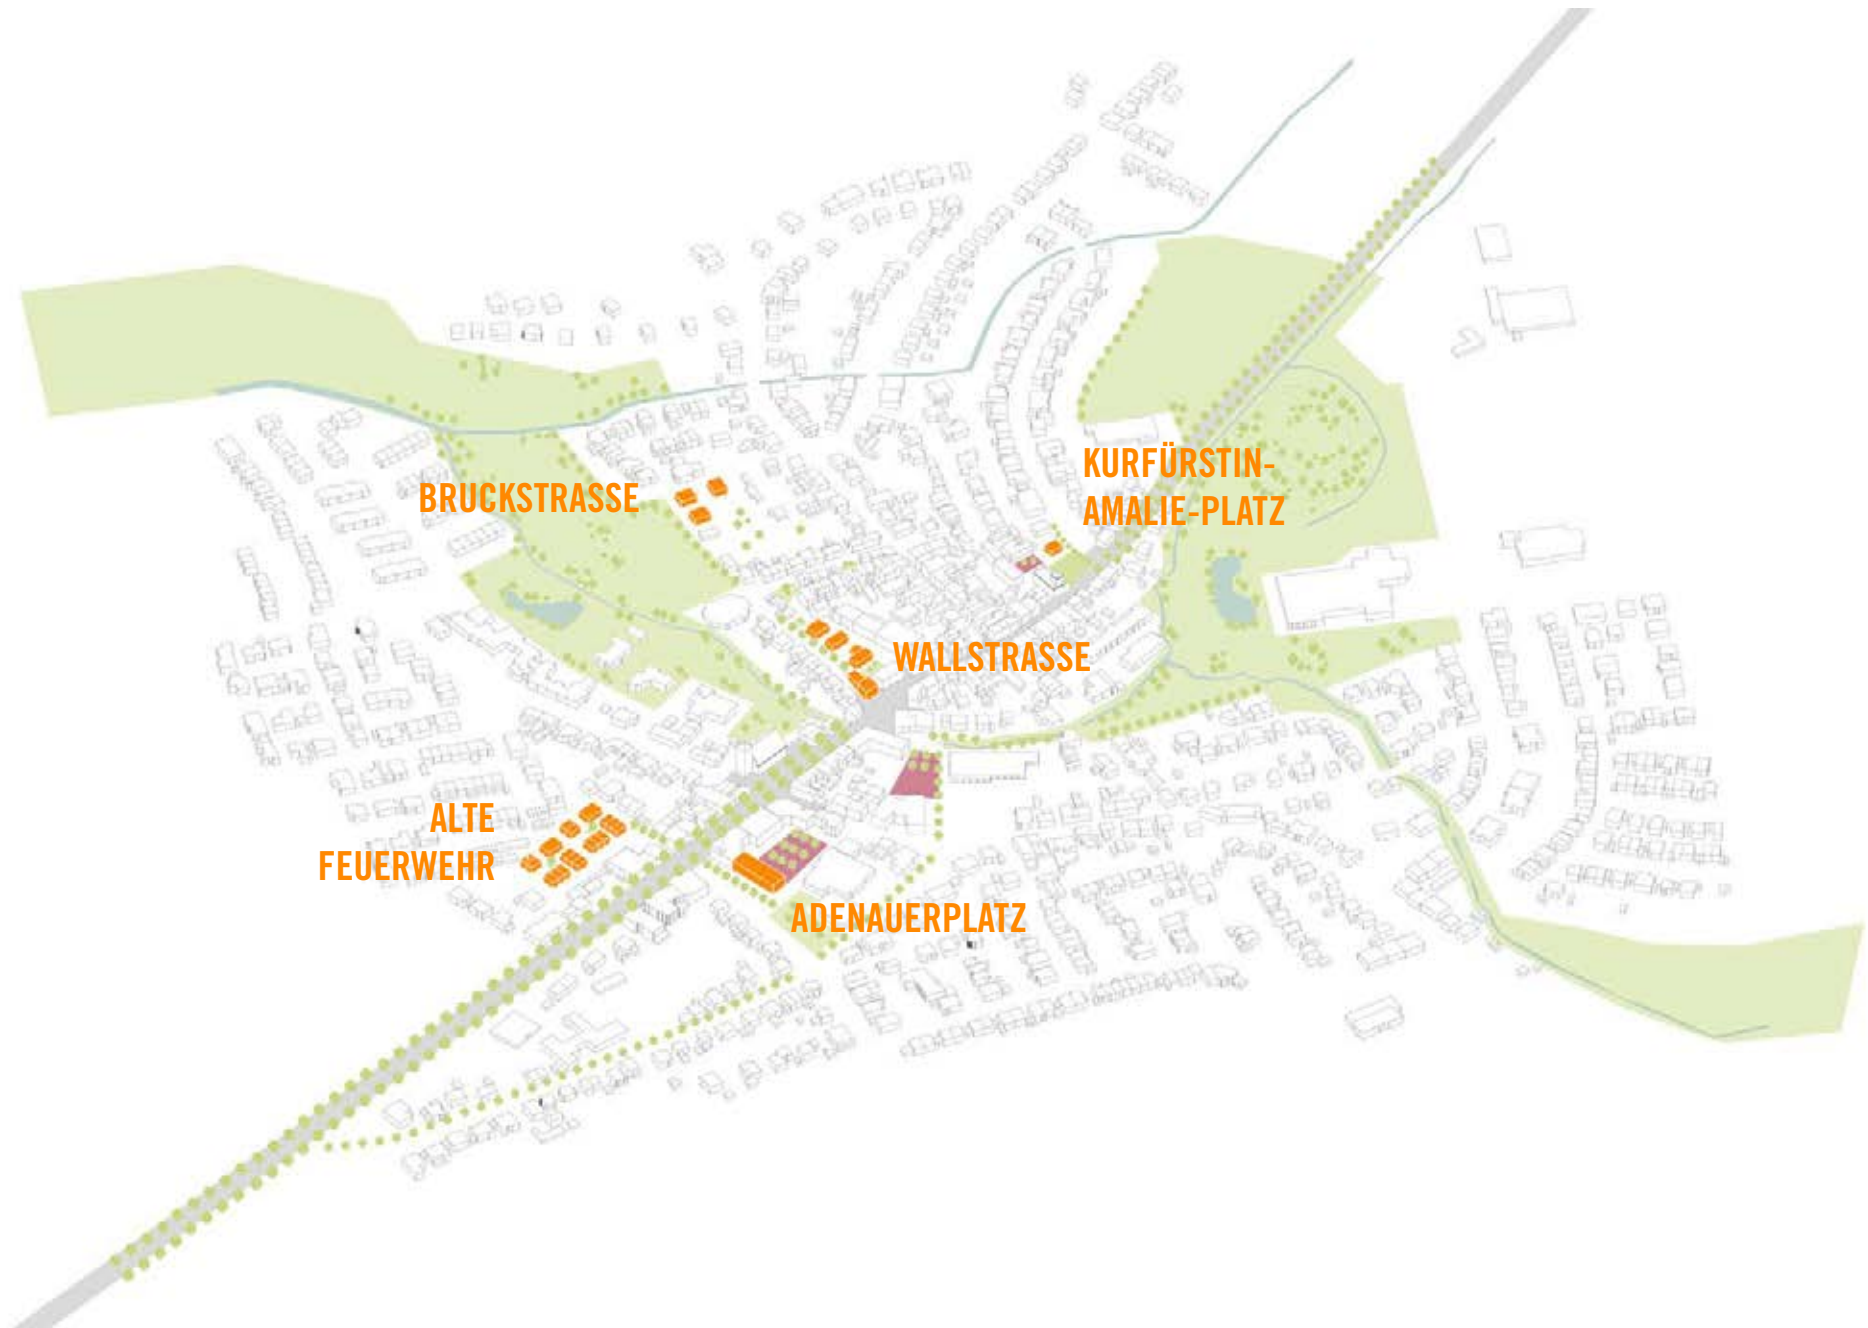 KURFÜRSTIN-
AMALIE-PLATZ
BRUCKSTRASSE
WALLSTRASSE
ALTE
FEUERWEHR
ADENAUERPLATZ